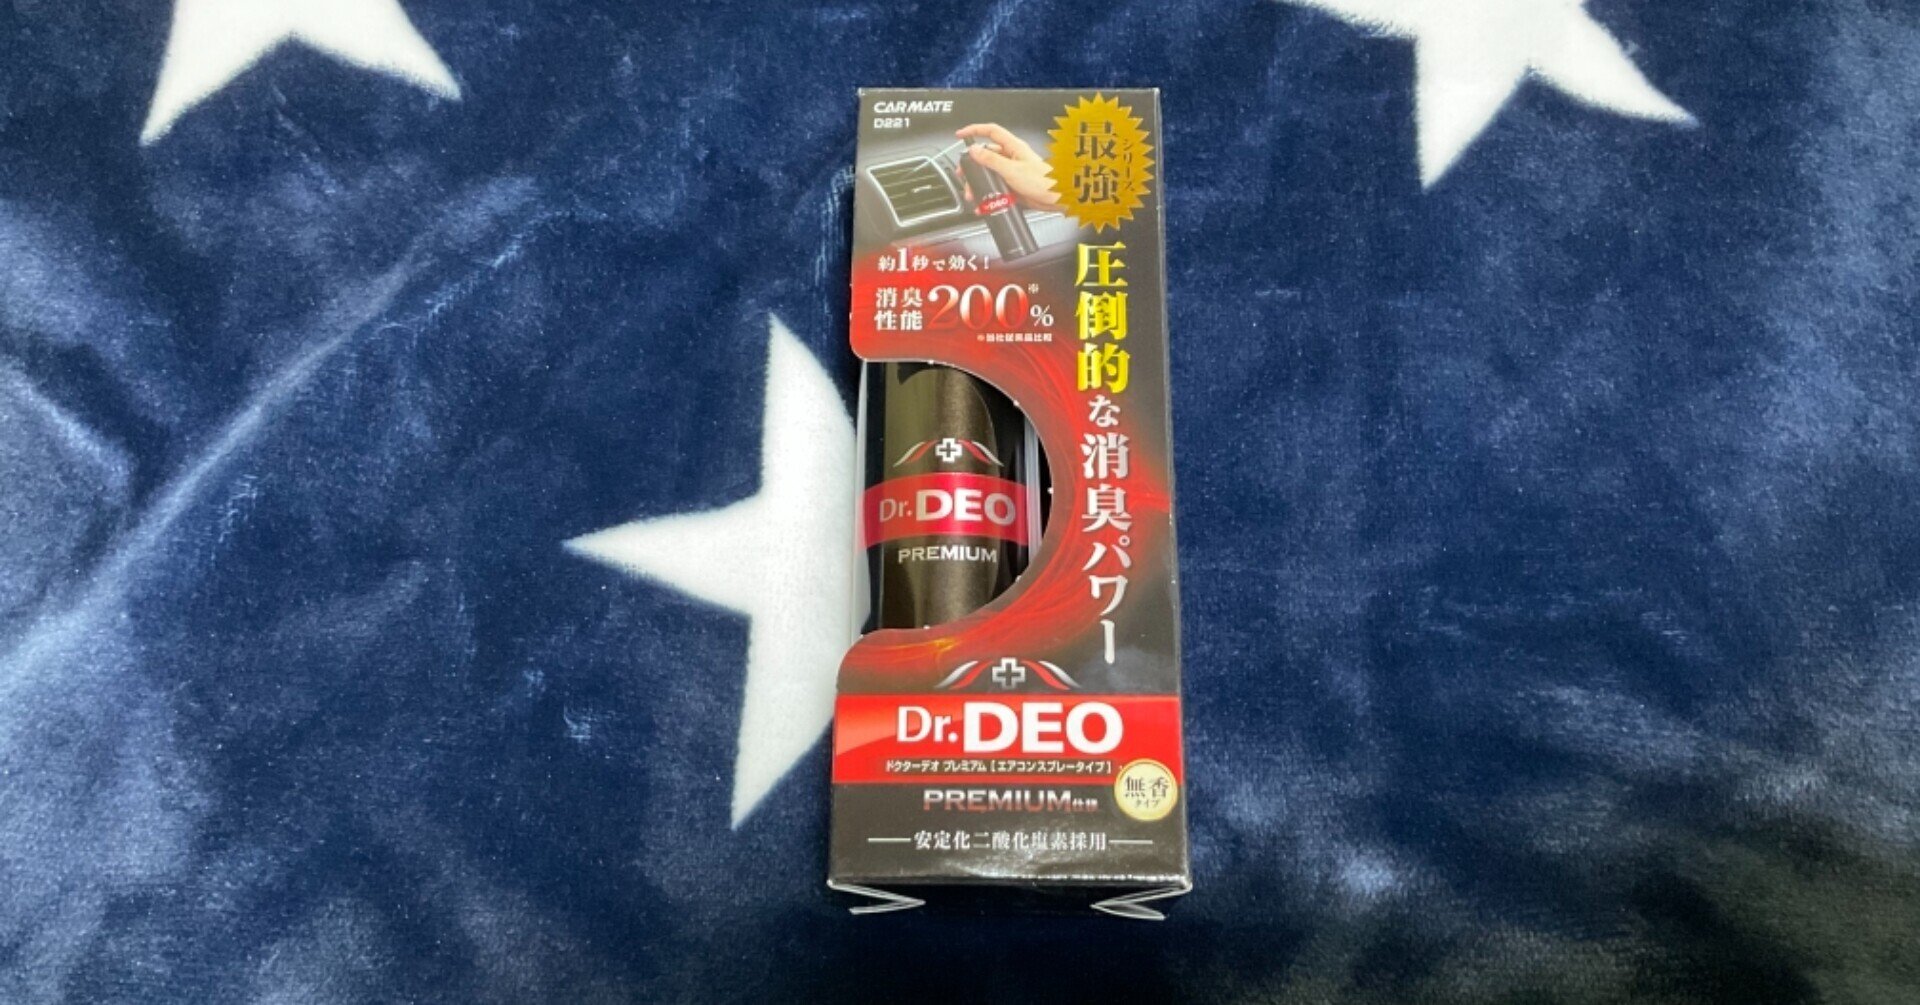 CARMATE
D221
最強
シリーズ
圧倒的な消臭パワー
約1秒で効く!
消臭性能200%※
※当社従来品比較
Dr.DEO
PREMIUM
Dr.DEO
ドクターデオ プレミアム[エアコンスプレータイプ]
無香
タイプ
PREMIUM仕様
安定化二酸化塩素採用